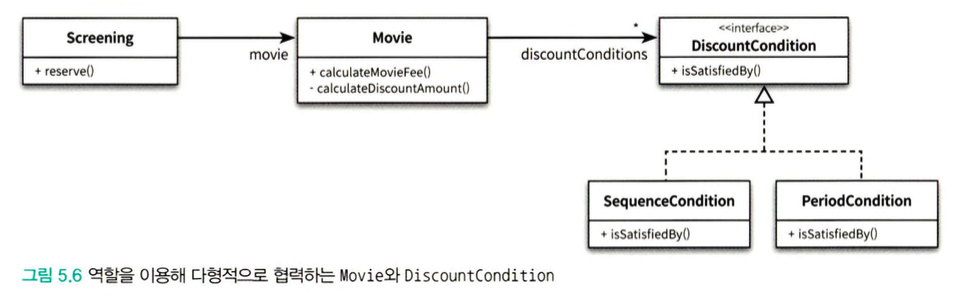 Screening
+ reserve()
movie
Movie
+ calculateMovieFee()
- calculateDiscountAmount()
*
discountConditions
<<interface>>
DiscountCondition
+ isSatisfiedBy()
SequenceCondition
+ isSatisfiedBy()
PeriodCondition
+ isSatisfiedBy()
그림 5.6 역할을 이용해 다형적으로 협력하는 Movie와 DiscountCondition